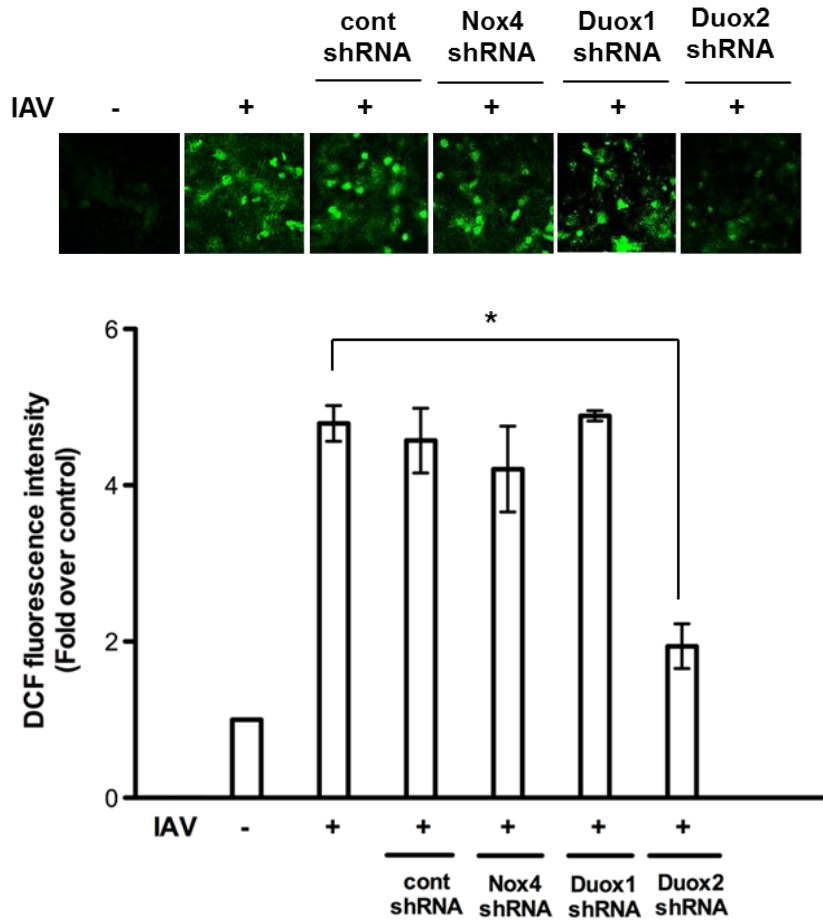 cont Nox4 Duox1 Duox2
shRNA shRNA shRNA shRNA
IAV - + + + + +
*
6
4
2
0
DCF fluorescence intensity
(Fold over control)
IAV - + + + + +
cont Nox4 Duox1 Duox2
shRNA shRNA shRNA shRNA